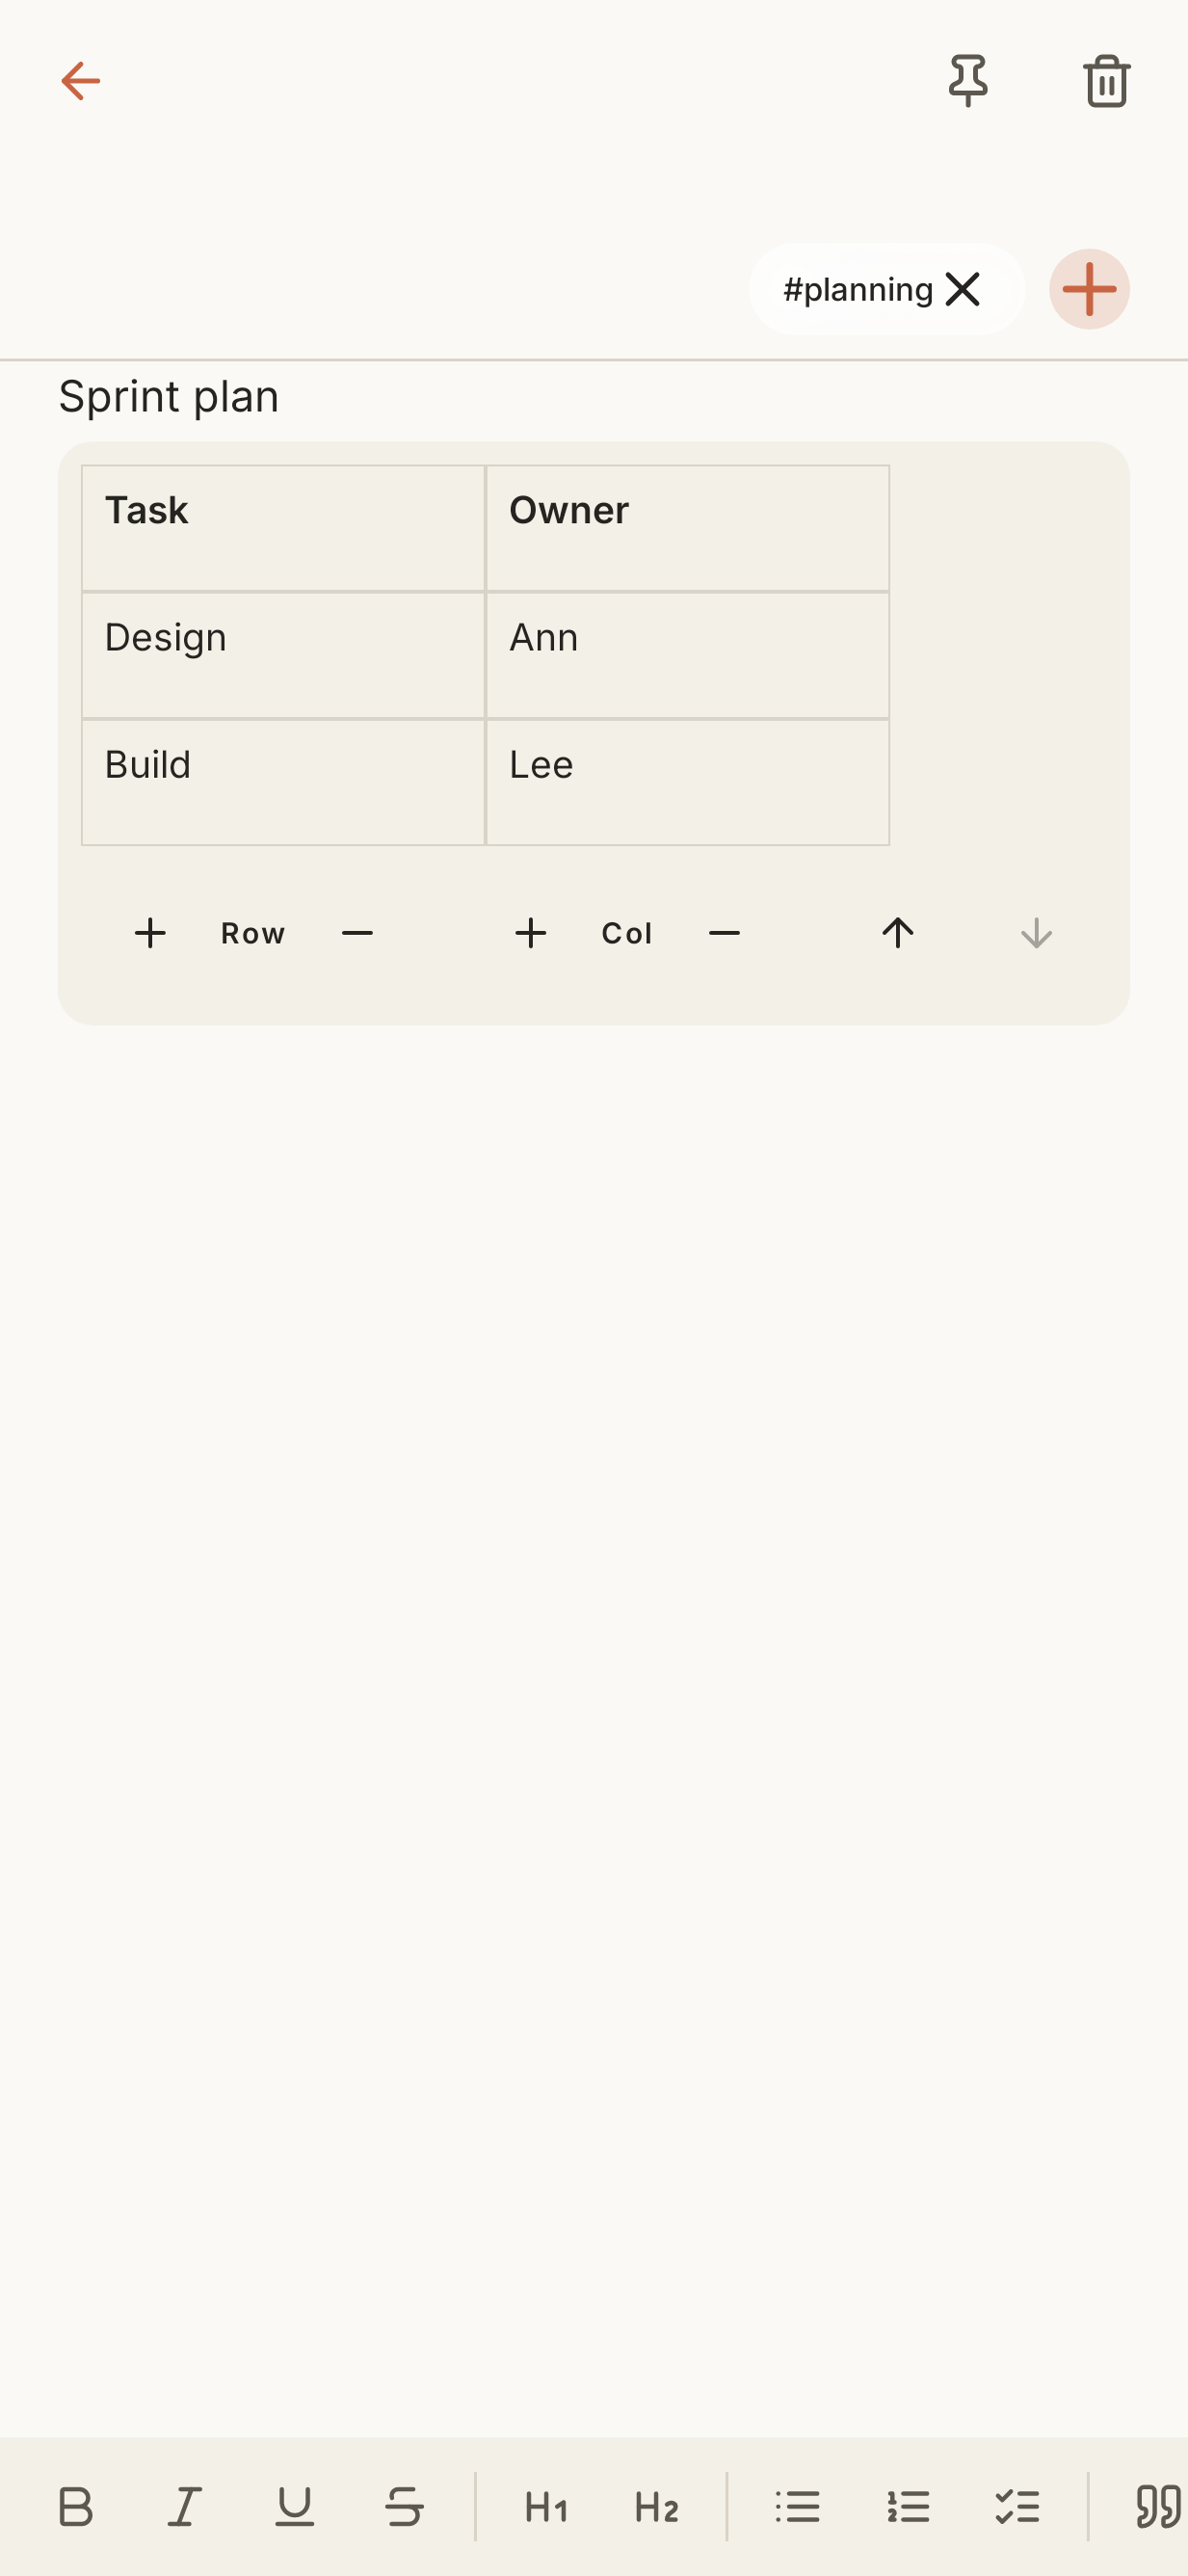 #planning
Sprint plan
Task Owner
Design Ann
Build Lee
Row Col
H1 H2